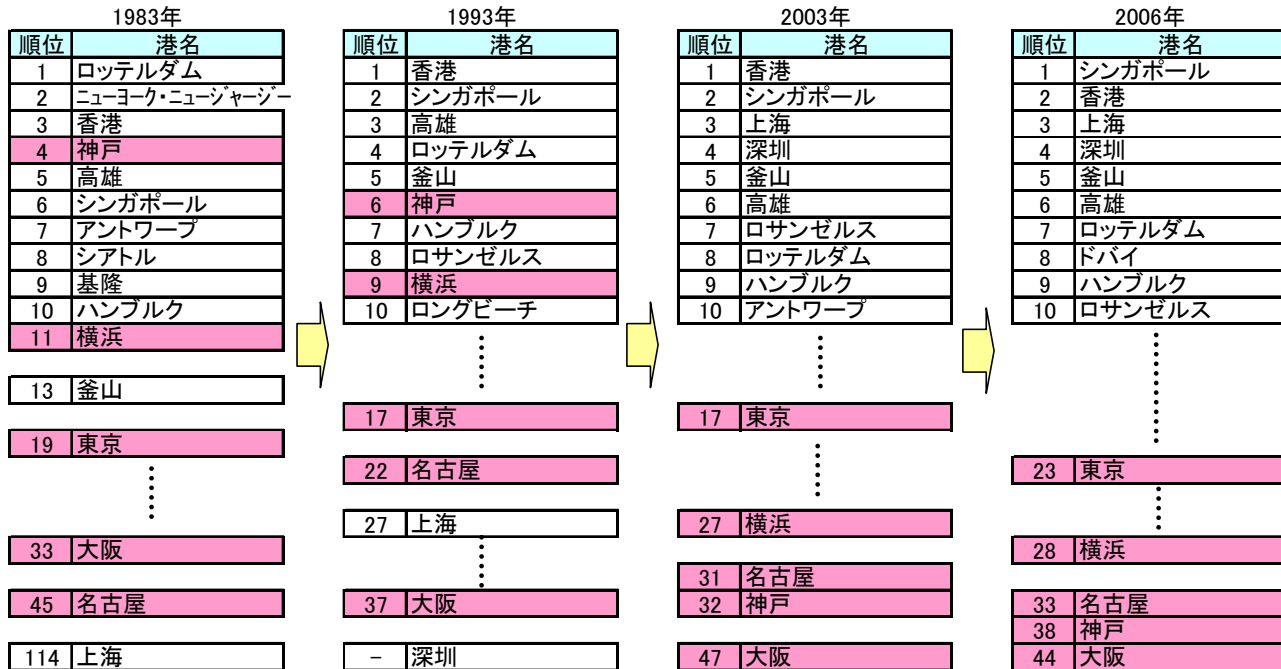 1983年
順位 港名
1 ロッテルダム
2 ニューヨーク・ニュージャージー
3 香港
4 神戸
5 高雄
6 シンガポール
7 アントワープ
8 シアトル
9 基隆
10 ハンブルク
11 横浜
13 釜山
19 東京
33 大阪
45 名古屋
114 上海
1993年
順位 港名
1 香港
2 シンガポール
3 高雄
4 ロッテルダム
5 釜山
6 神戸
7 ハンブルク
8 ロサンゼルス
9 横浜
10 ロングビーチ
17 東京
22 名古屋
27 上海
37 大阪
− 深圳
2003年
順位 港名
1 香港
2 シンガポール
3 上海
4 深圳
5 釜山
6 高雄
7 ロサンゼルス
8 ロッテルダム
9 ハンブルク
10 アントワープ
17 東京
27 横浜
31 名古屋
32 神戸
47 大阪
2006年
順位 港名
1 シンガポール
2 香港
3 上海
4 深圳
5 釜山
6 高雄
7 ロッテルダム
8 ドバイ
9 ハンブルク
10 ロサンゼルス
23 東京
28 横浜
33 名古屋
38 神戸
44 大阪